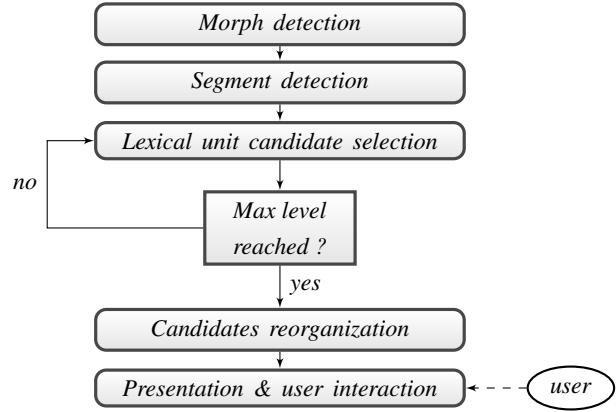 Morph detection
Segment detection
Lexical unit candidate selection
no
Max level
reached ?
yes
Candidates reorganization
Presentation & user interaction
user